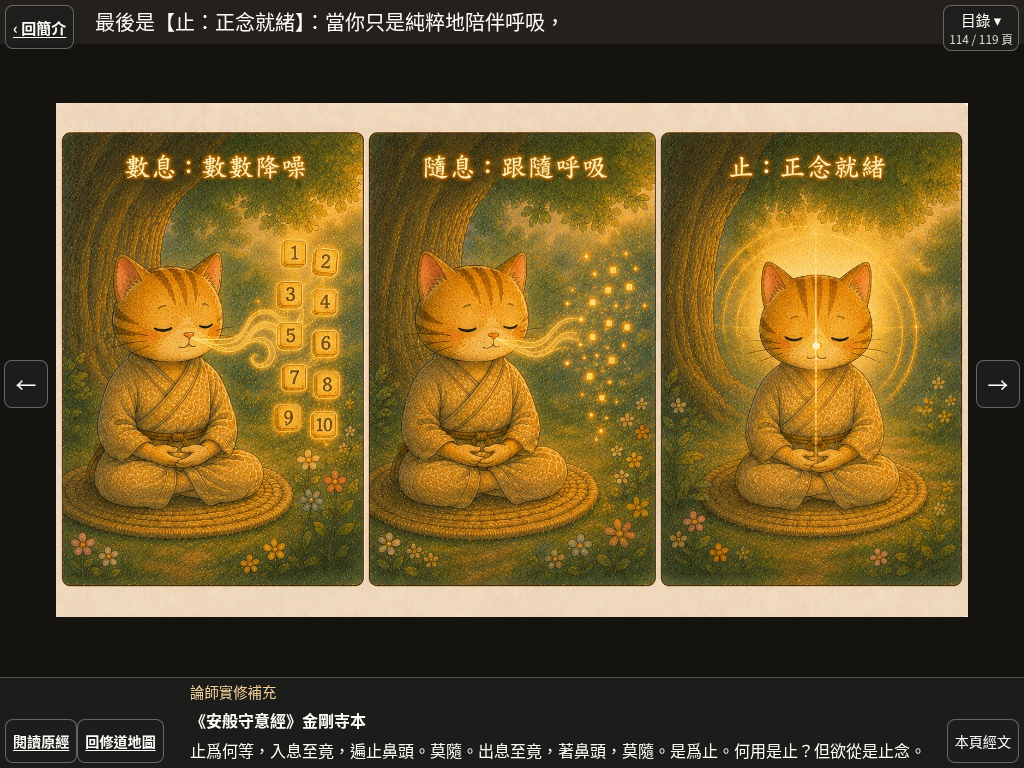 ‹ 回簡介
最後是【止：正念就緒】：當你只是純粹地陪伴呼吸，
目錄 ▾
114 / 119 頁
數息：數數降噪
1
2
3
4
5
6
7
8
9
10
隨息：跟隨呼吸
止：正念就緒
←
→
論師實修補充
《安般守意經》金剛寺本
止爲何等，入息至竟，遍止鼻頭。莫隨。出息至竟，著鼻頭，莫隨。是爲止。何用是止？但欲從是止念。
閱讀原經
回修道地圖
本頁經文